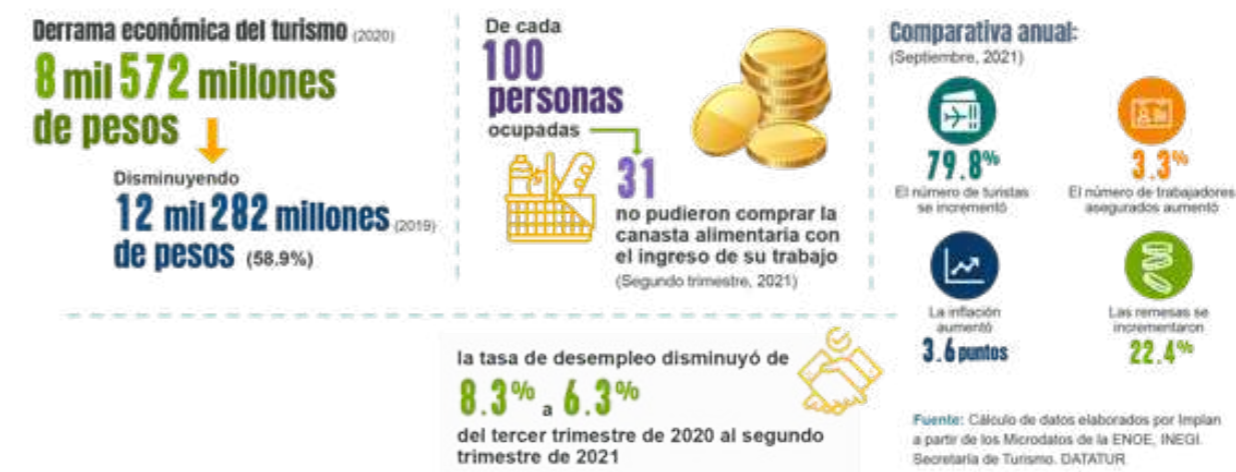 Derrama económica del turismo (2020)
8 mil 572 millones
de pesos
Disminuyendo
12 mil 282 millones (2019)
de pesos (58.9%)
De cada
100
personas
ocupadas
31
no pudieron comprar la
canasta alimentaria con
el ingreso de su trabajo
(Segundo trimestre, 2021)
Comparativa anual:
(Septiembre, 2021)
79.8%
El número de turistas
se incrementó
3.3%
El número de trabajadores
asegurados aumentó
La inflación
aumentó
3.6 puntos
Las remesas se
incrementaron
22.4%
la tasa de desempleo disminuyó de
8.3% a 6.3%
del tercer trimestre de 2020 al segundo
trimestre de 2021
Fuente: Cálculo de datos elaborados por Implan
a partir de los Microdatos de la ENOE, INEGI.
Secretaría de Turismo. DATATUR